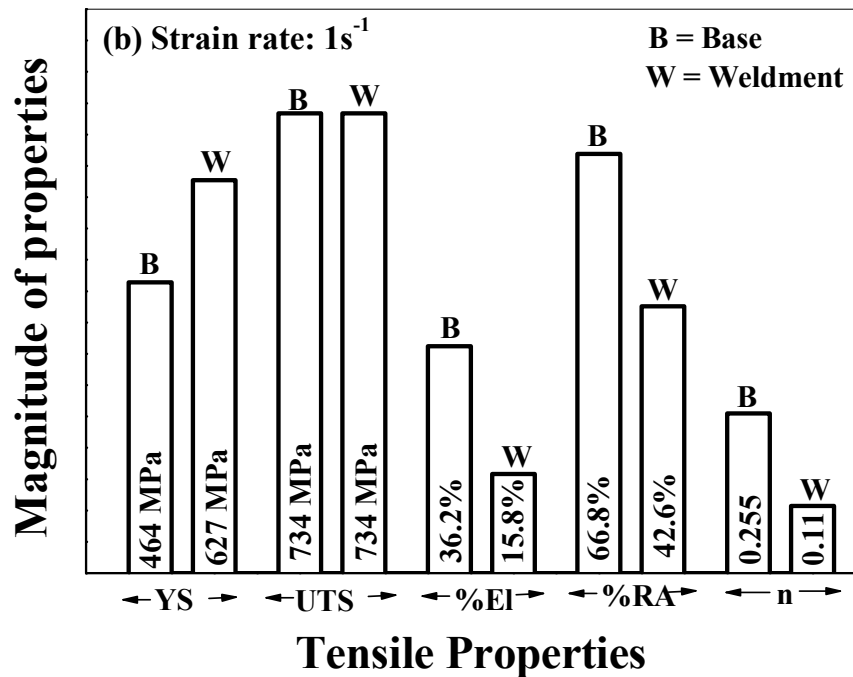 (b) Strain rate: 1s⁻¹
B = Base
W = Weldment
Magnitude of properties
B
W
B
W
B
W
B
W
B
W
464 MPa
627 MPa
734 MPa
734 MPa
36.2%
15.8%
66.8%
42.6%
0.255
0.11
YS
UTS
%El
%RA
n
Tensile Properties